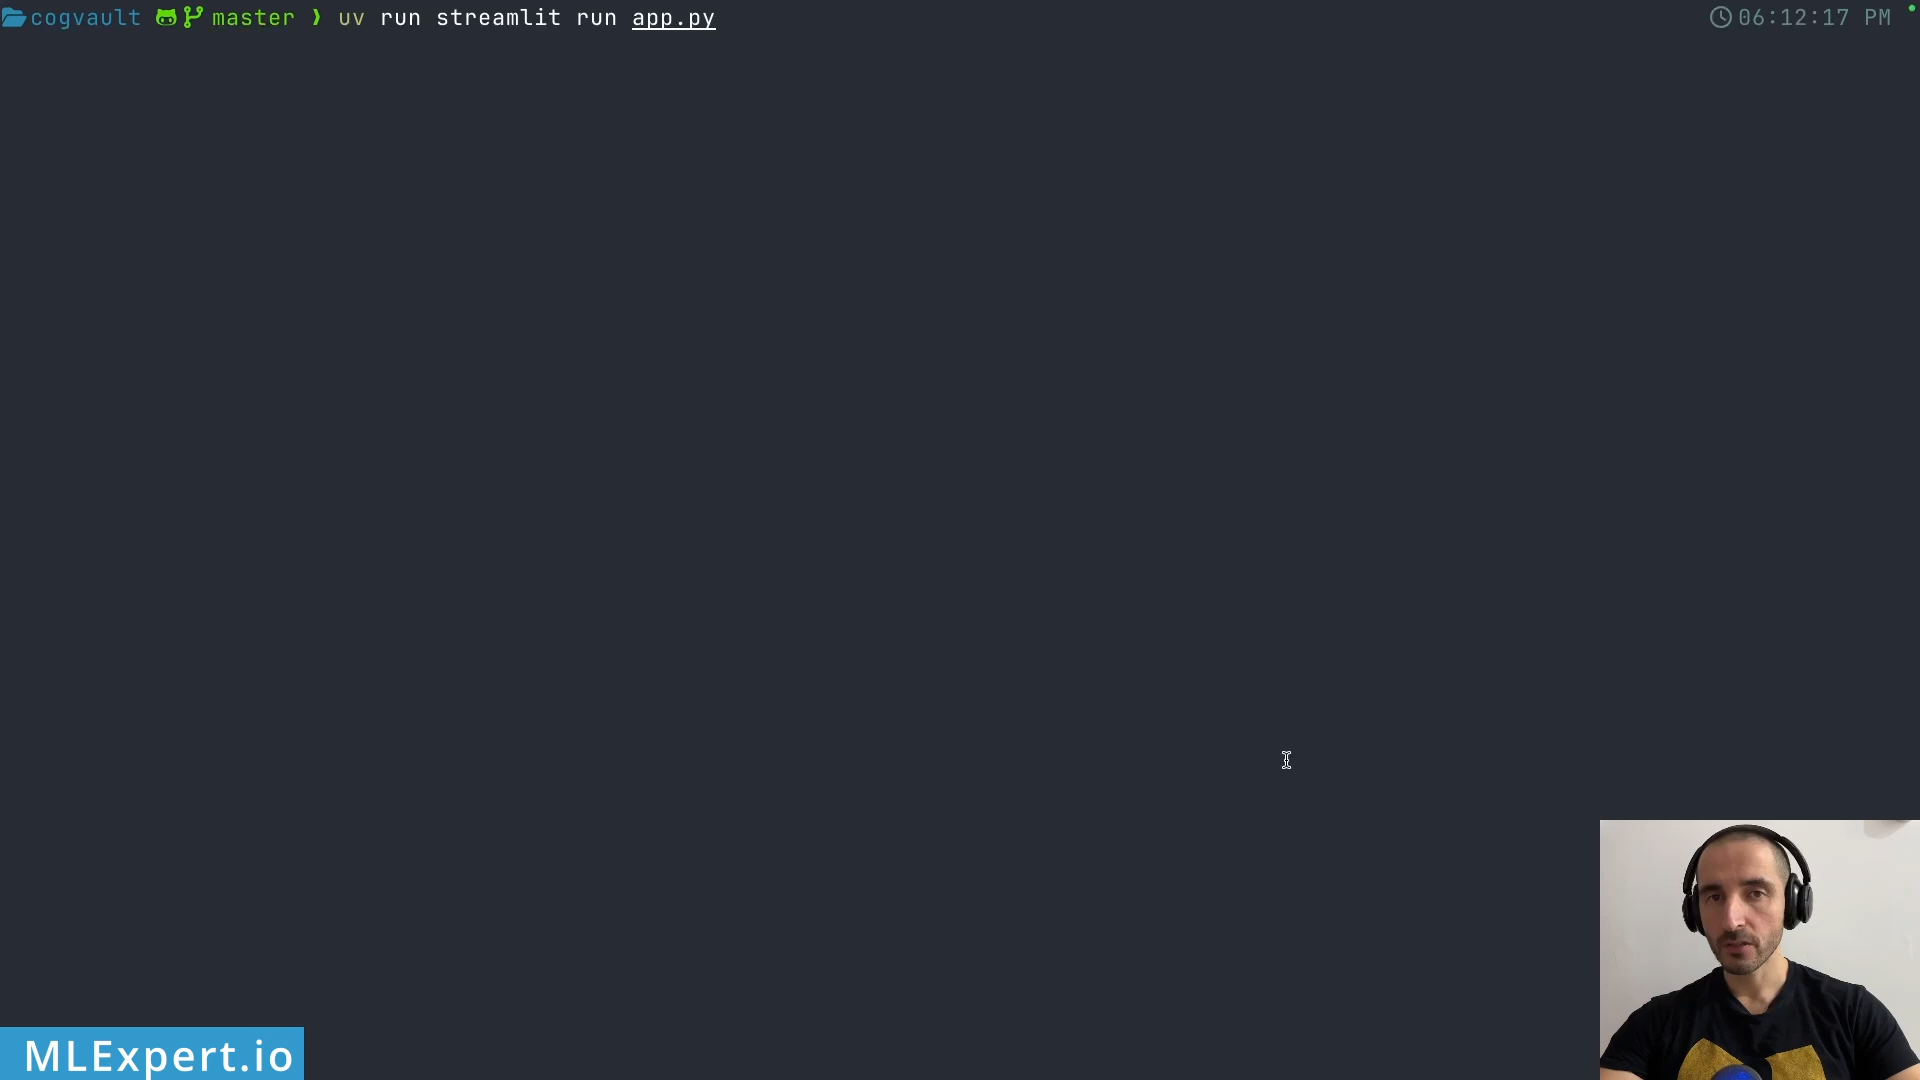 cogvault master ❯ uv run streamlit run app.py 06:12:17 PM
MLExpert.io